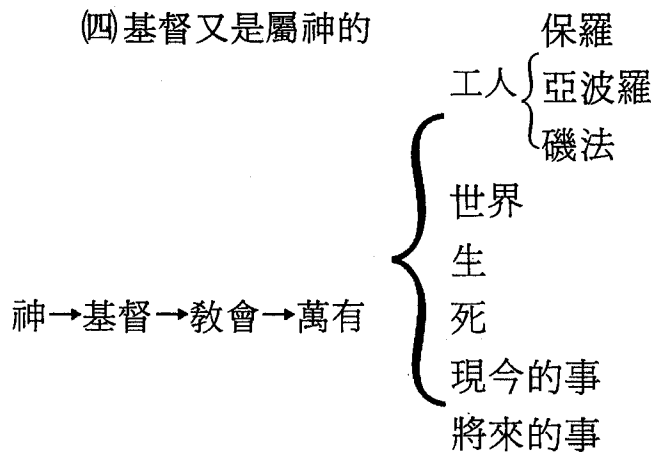 ㈣基督又是屬神的
保羅
工人 亞波羅
磯法
世界
生
神→基督→教會→萬有
死
現今的事
將來的事